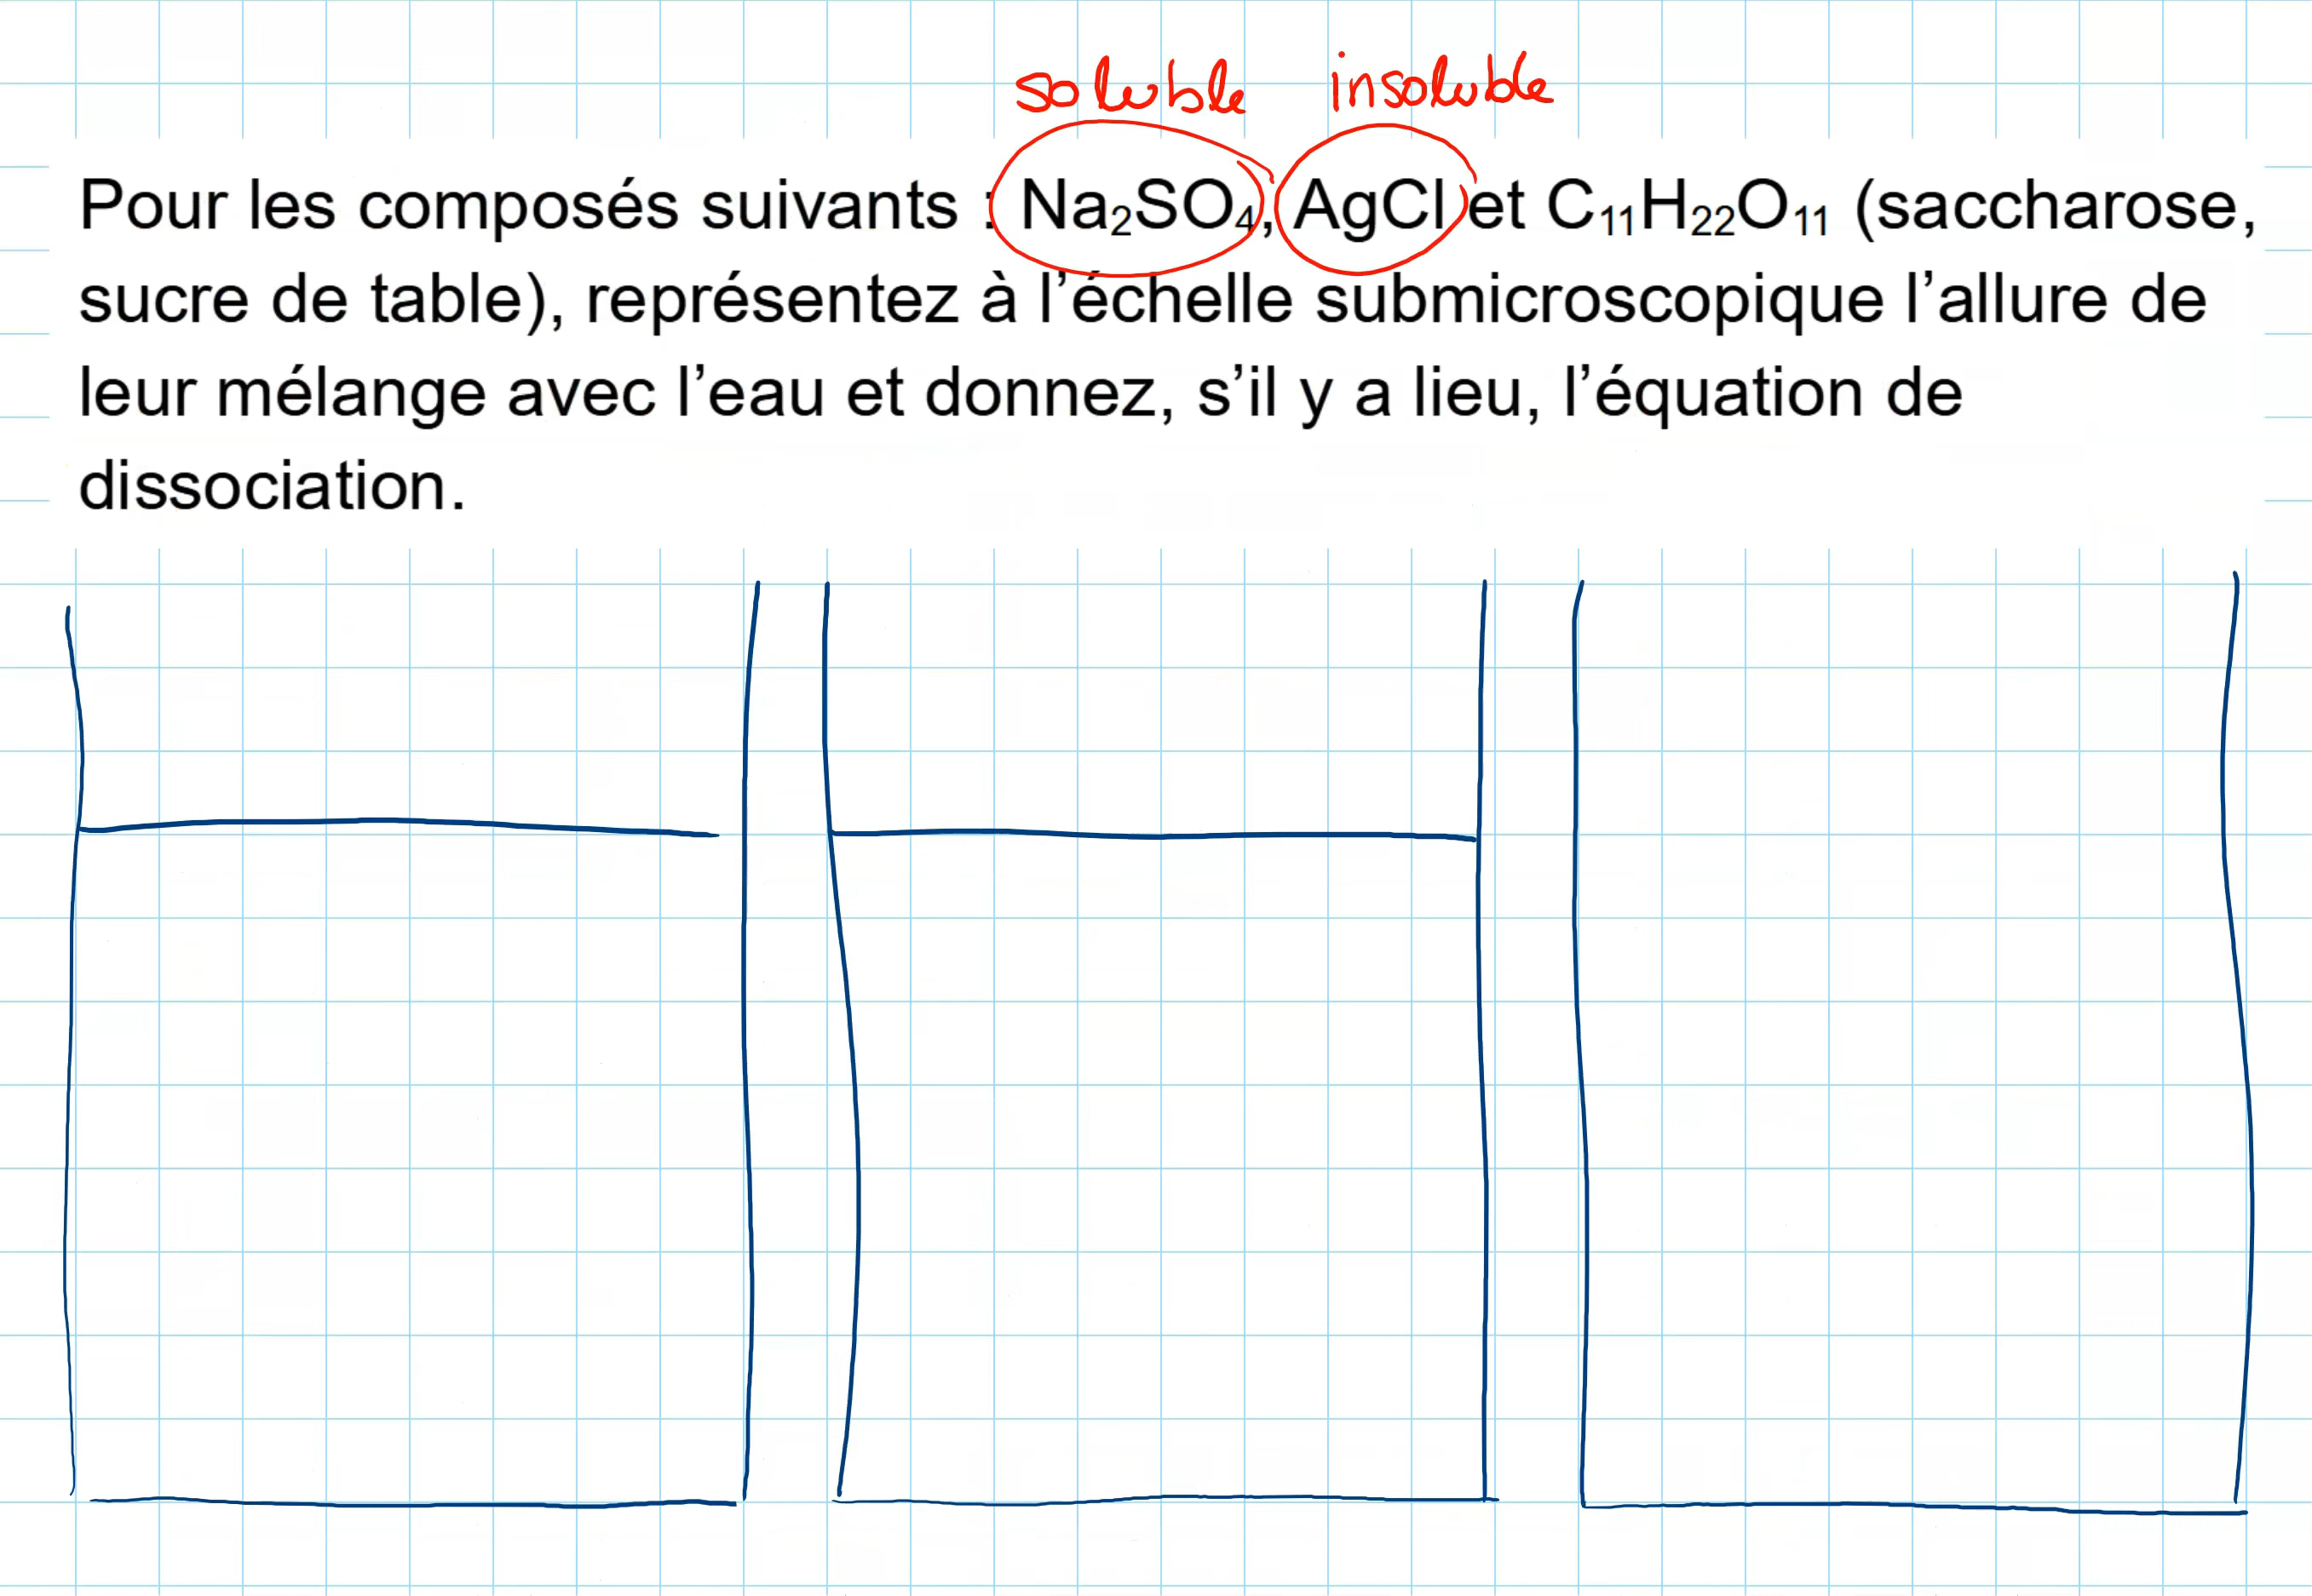 soluble insoluble
Pour les composés suivants : Na₂SO₄, AgCl et C₁₁H₂₂O₁₁ (saccharose,
sucre de table), représentez à l’échelle submicroscopique l’allure de
leur mélange avec l’eau et donnez, s’il y a lieu, l’équation de
dissociation.